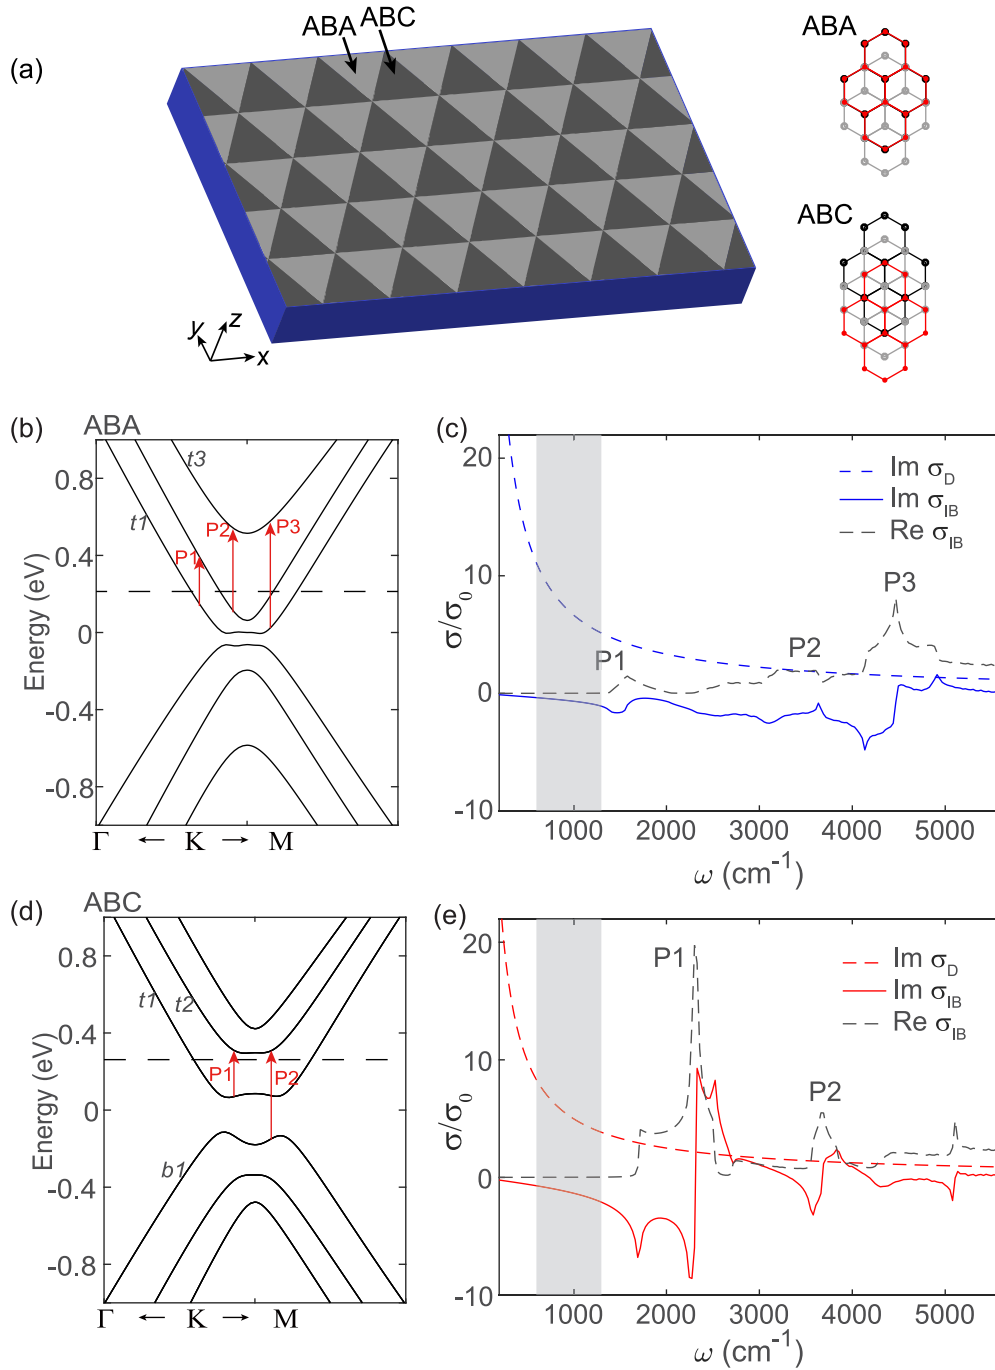 (a)
ABA
ABC
y
z
x
ABA
ABC
(b)
ABA
Energy (eV)
0.8
0.4
0
-0.4
-0.8
t1
t3
P1
P2
P3
Γ ← K → M
(c)
σ/σ0
20
10
0
-10
Im σD
Im σIB
Re σIB
P1
P2
P3
1000 2000 3000 4000 5000
ω (cm-1)
(d)
ABC
Energy (eV)
0.8
0.4
0
-0.4
-0.8
t1
t2
b1
P1
P2
Γ ← K → M
(e)
σ/σ0
20
10
0
-10
Im σD
Im σIB
Re σIB
P1
P2
1000 2000 3000 4000 5000
ω (cm-1)